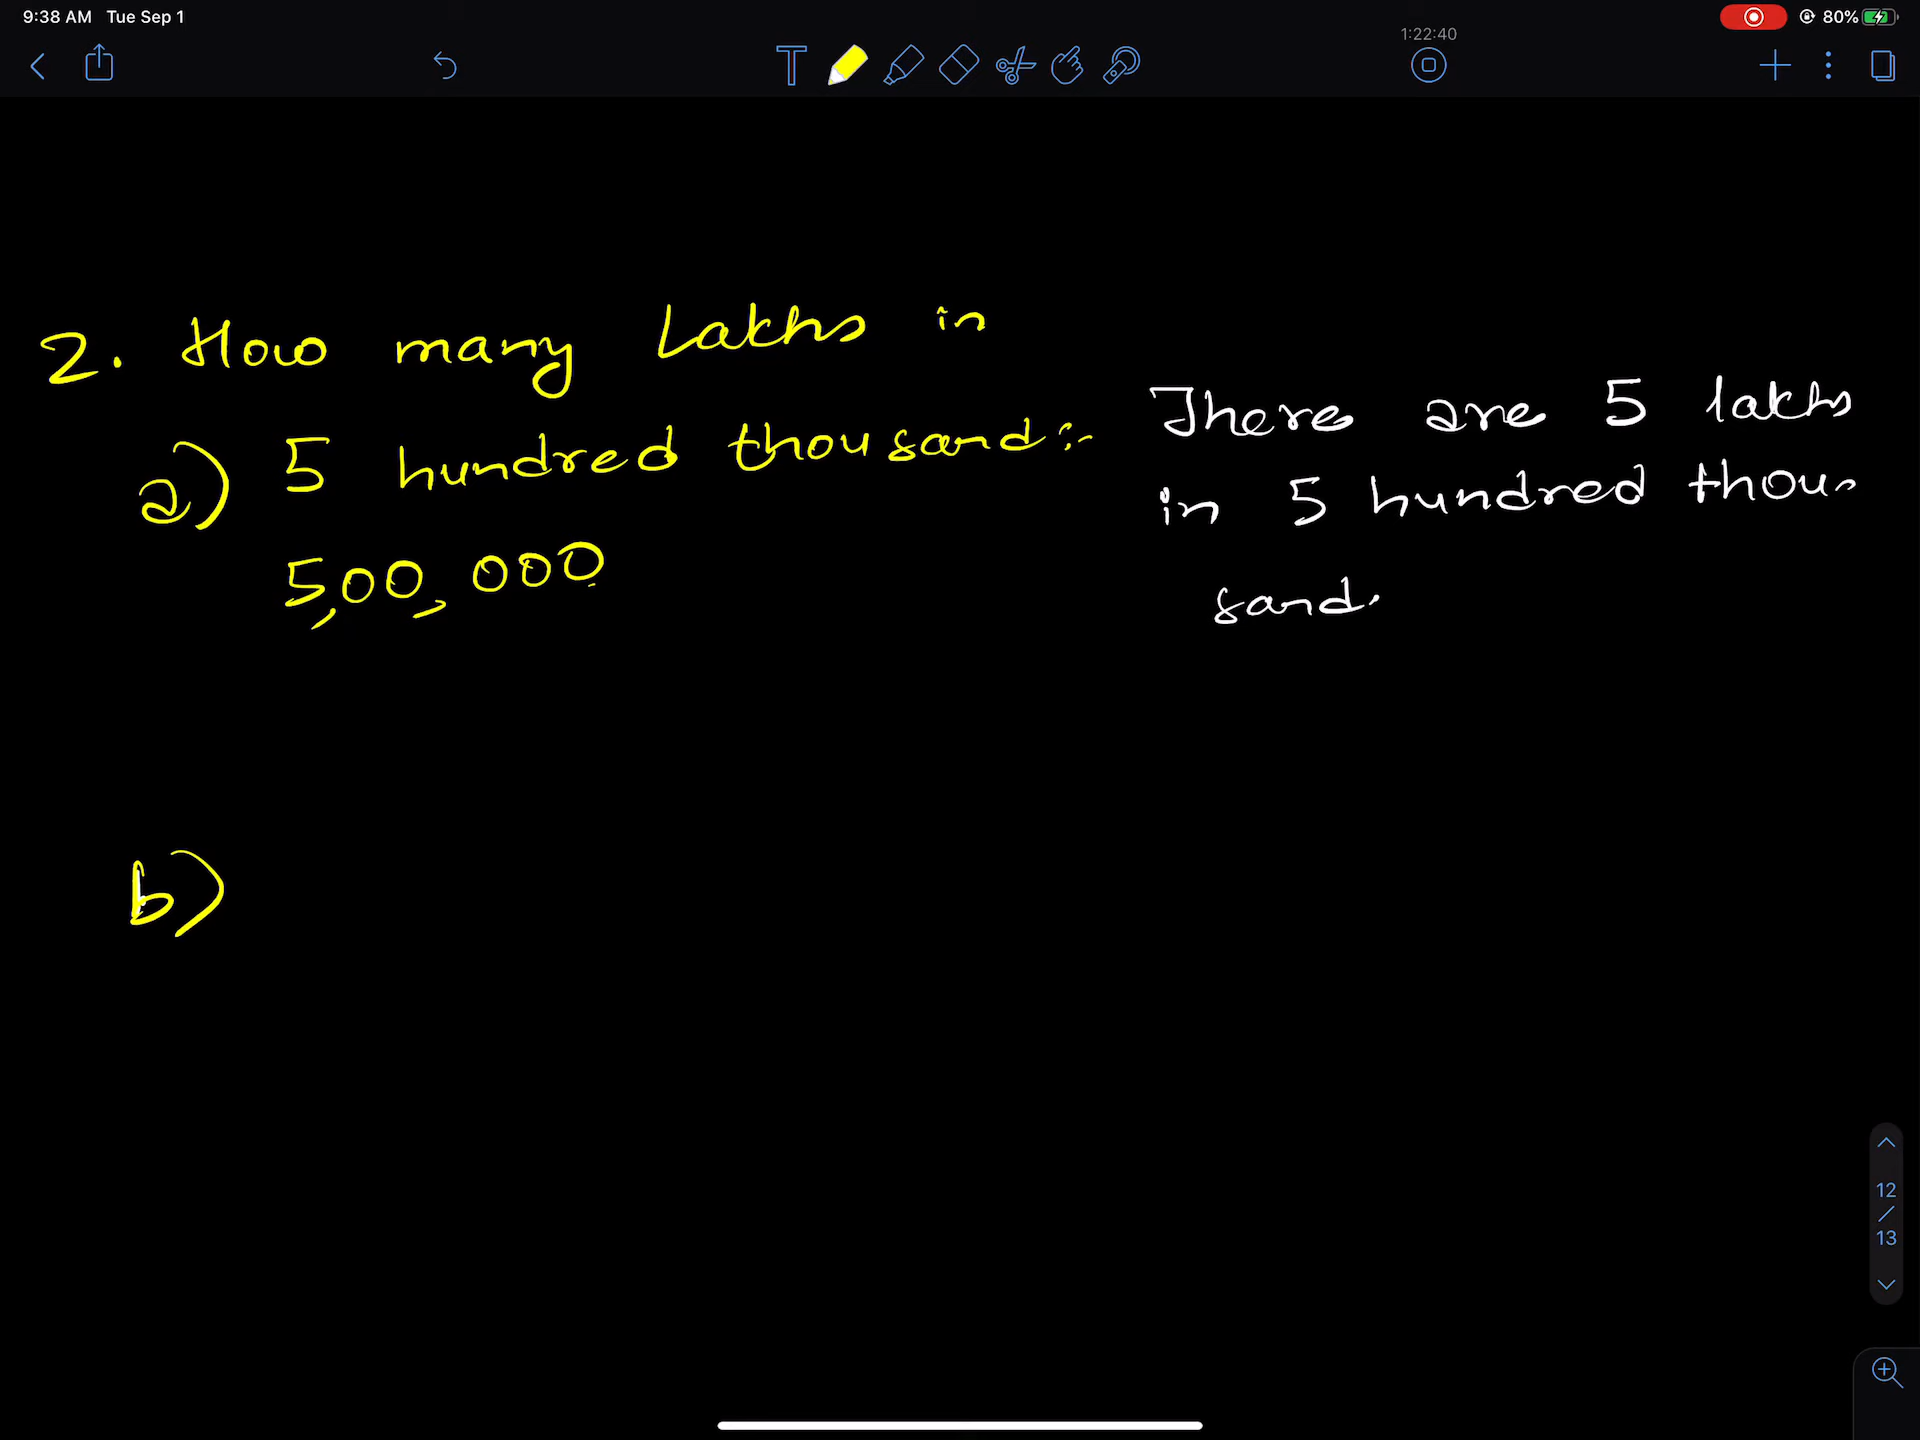 9:38 AM Tue Sep 1
80%
1:22:40
2. How many Lakhs in
a) 5 hundred thousand :-
5,00,000
There are 5 lakhs
in 5 hundred thou-
sand.
b)
12
/
13